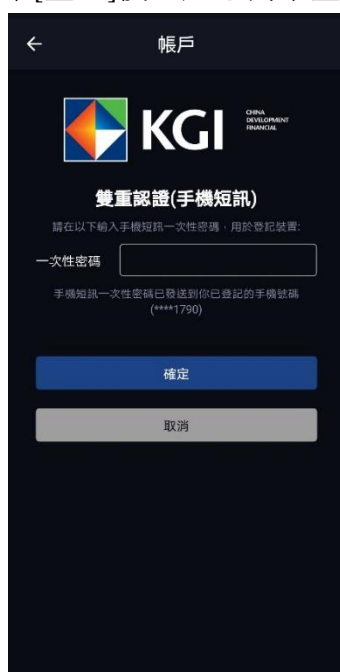 帳戶
KGI
CHINA
DEVELOPMENT
FINANCIAL
雙重認證(手機短訊)
請在以下輸入手機短訊一次性密碼，用於登記裝置:
一次性密碼
手機短訊一次性密碼已發送到你已登記的手機號碼
(****1790)
確定
取消